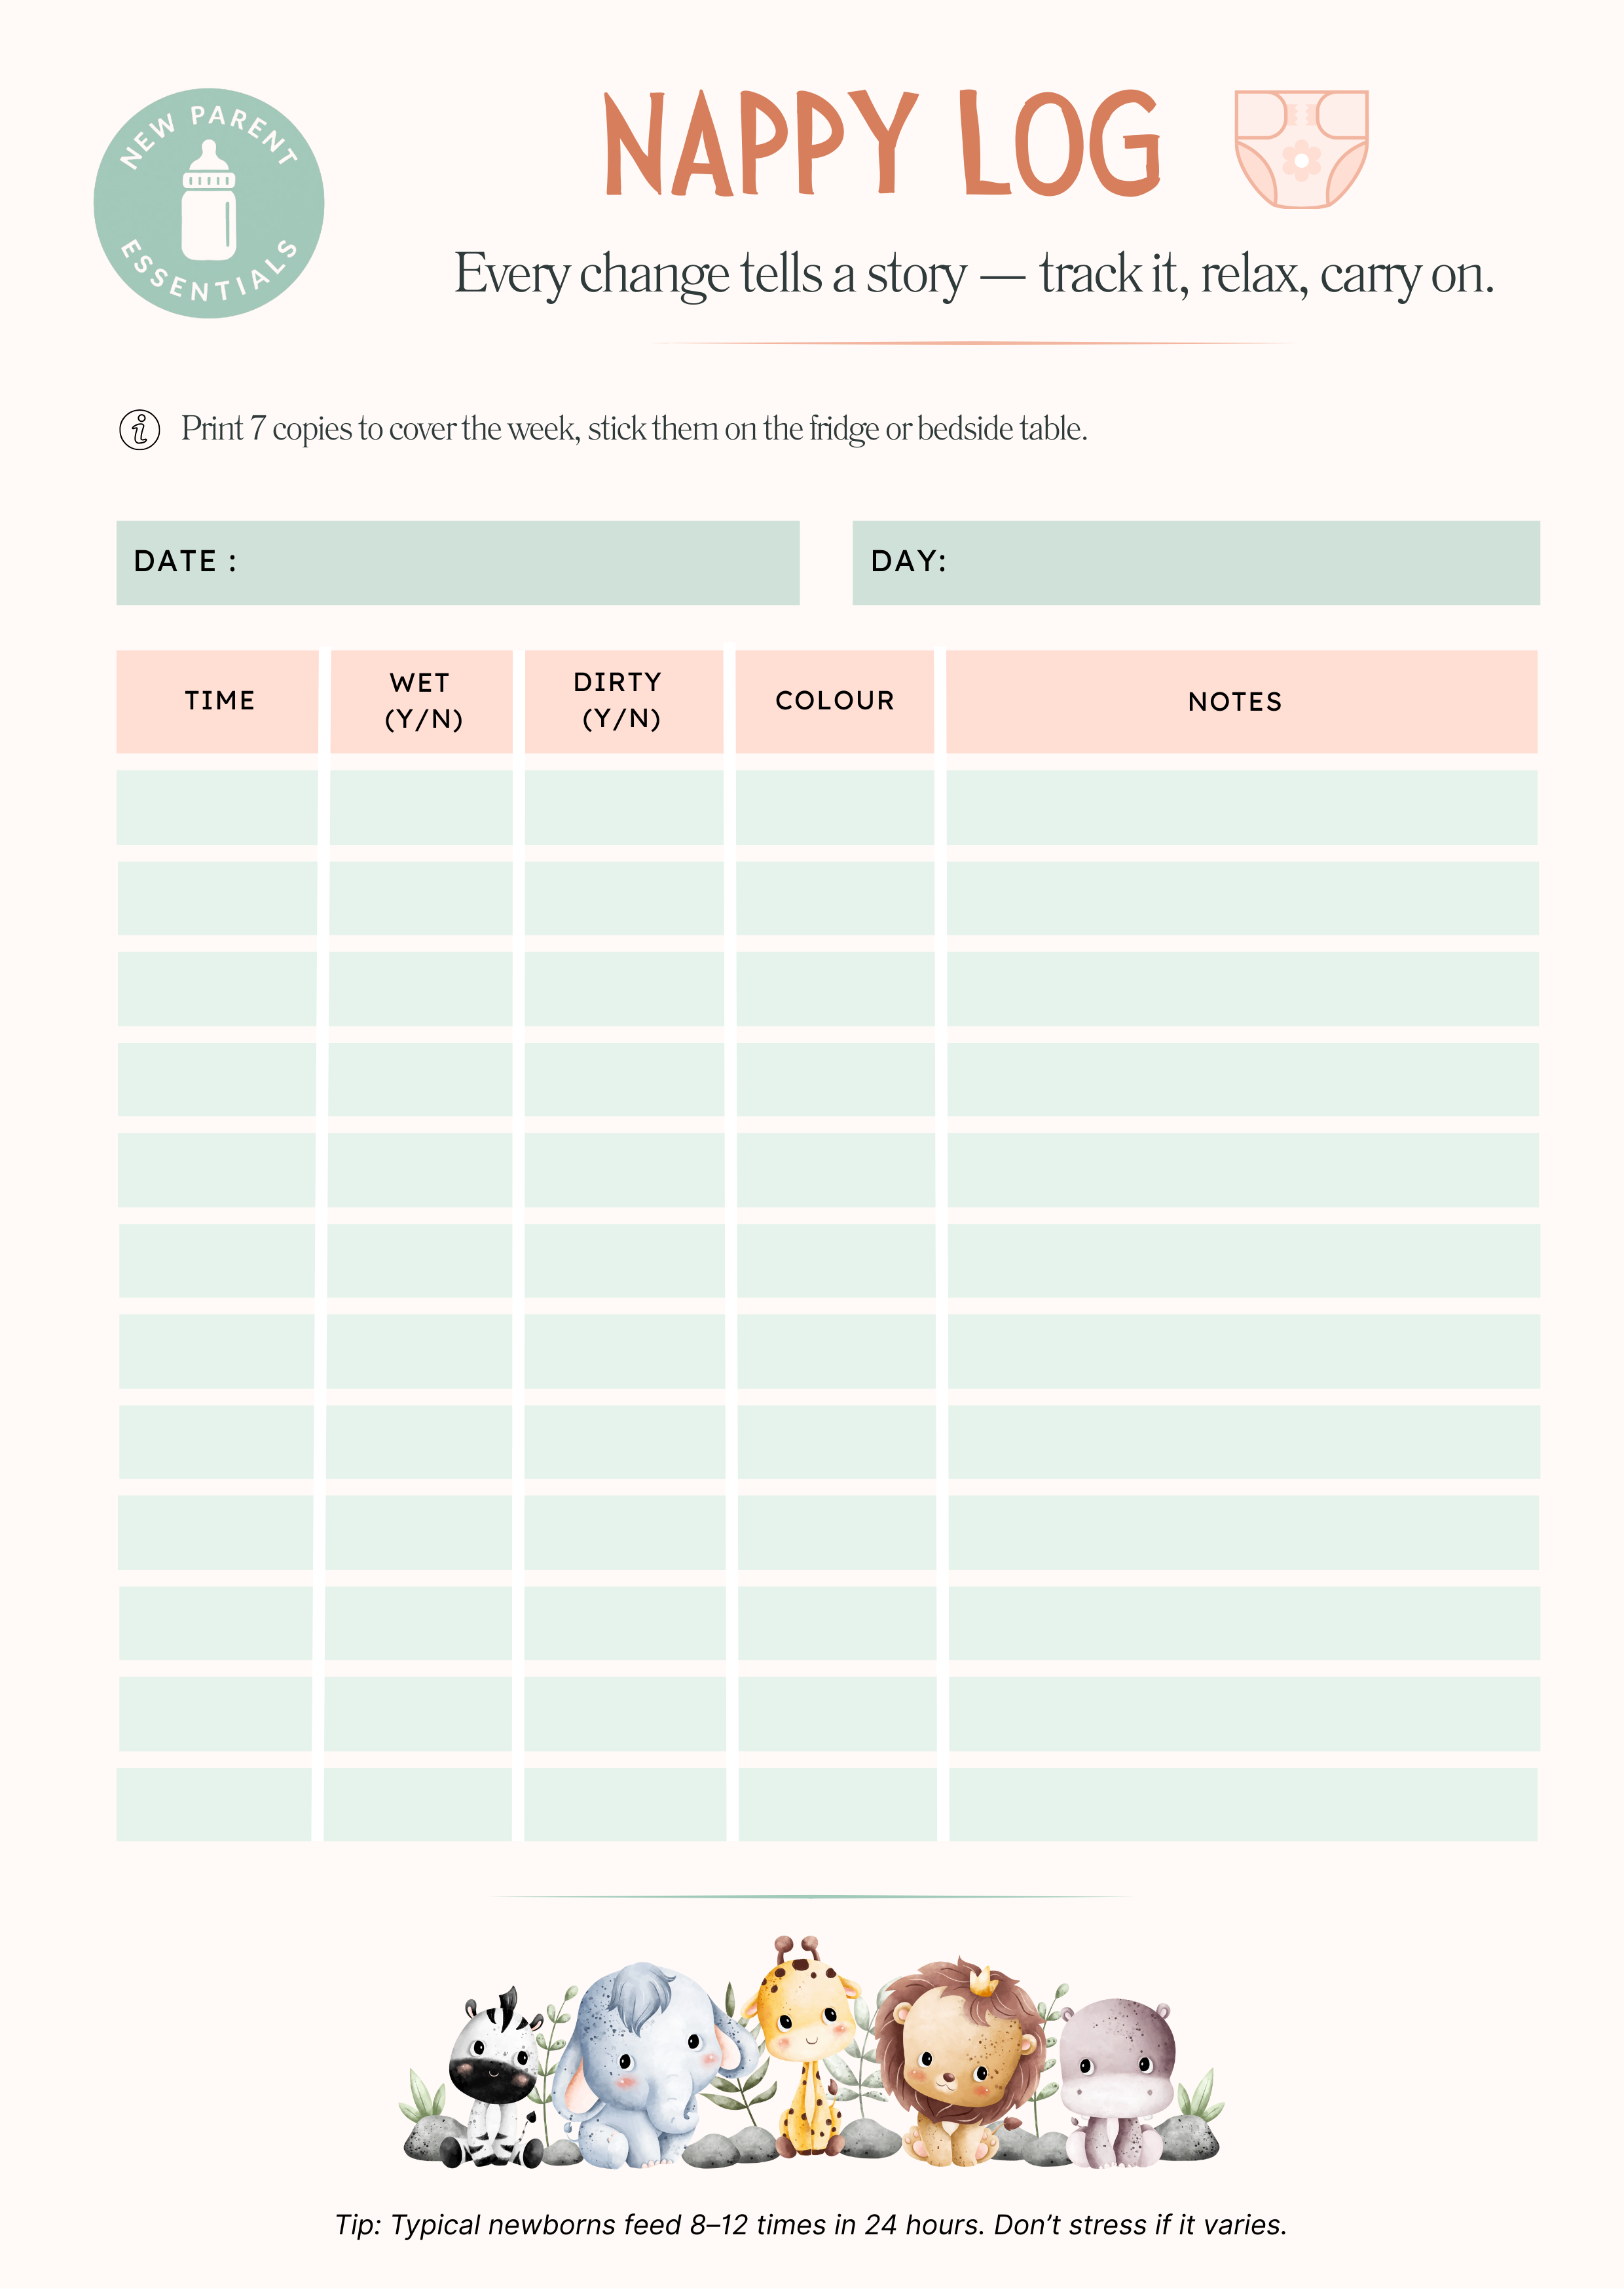 NEW PARENT
ESSENTIALS
NAPPY LOG
Every change tells a story — track it, relax, carry on.
Print 7 copies to cover the week, stick them on the fridge or bedside table.
DATE :
DAY:
TIME
WET
(Y/N)
DIRTY
(Y/N)
COLOUR
NOTES
Tip: Typical newborns feed 8–12 times in 24 hours. Don’t stress if it varies.